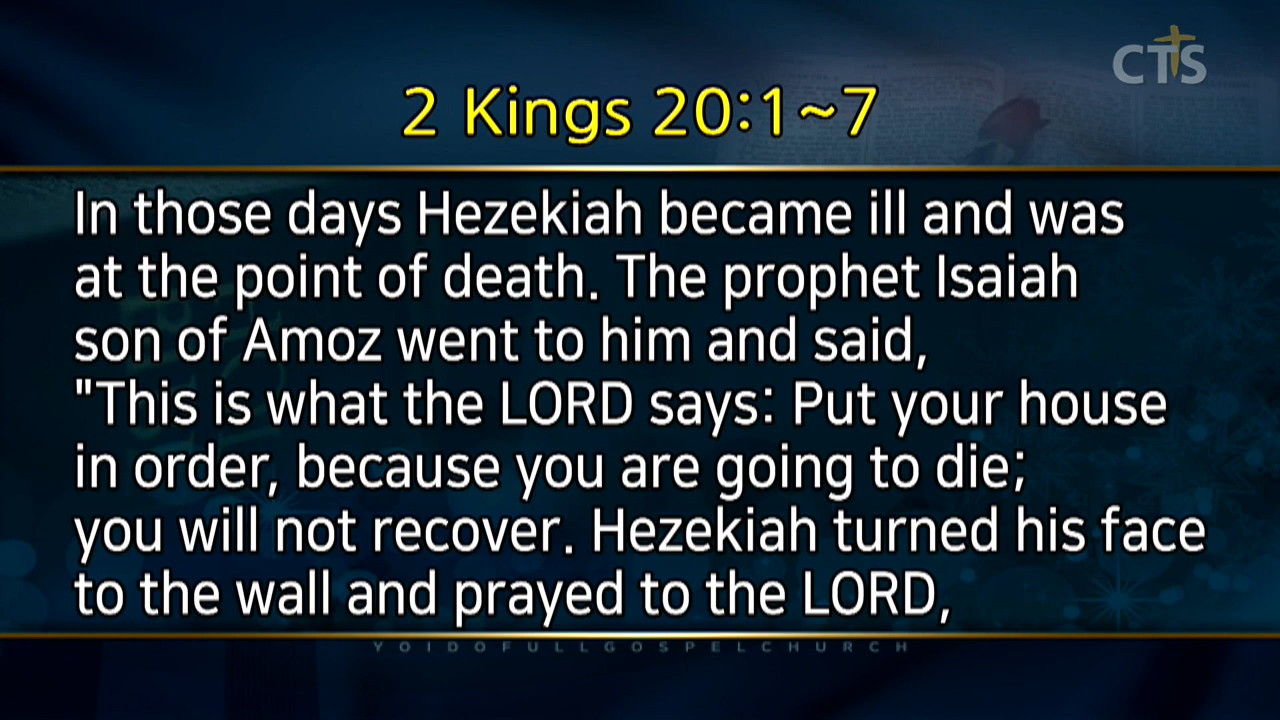 CTS
2 Kings 20:1~7
In those days Hezekiah became ill and was
at the point of death. The prophet Isaiah
son of Amoz went to him and said,
"This is what the LORD says: Put your house
in order, because you are going to die;
you will not recover. Hezekiah turned his face
to the wall and prayed to the LORD,
YOIDOFULLGOSPELCHURCH